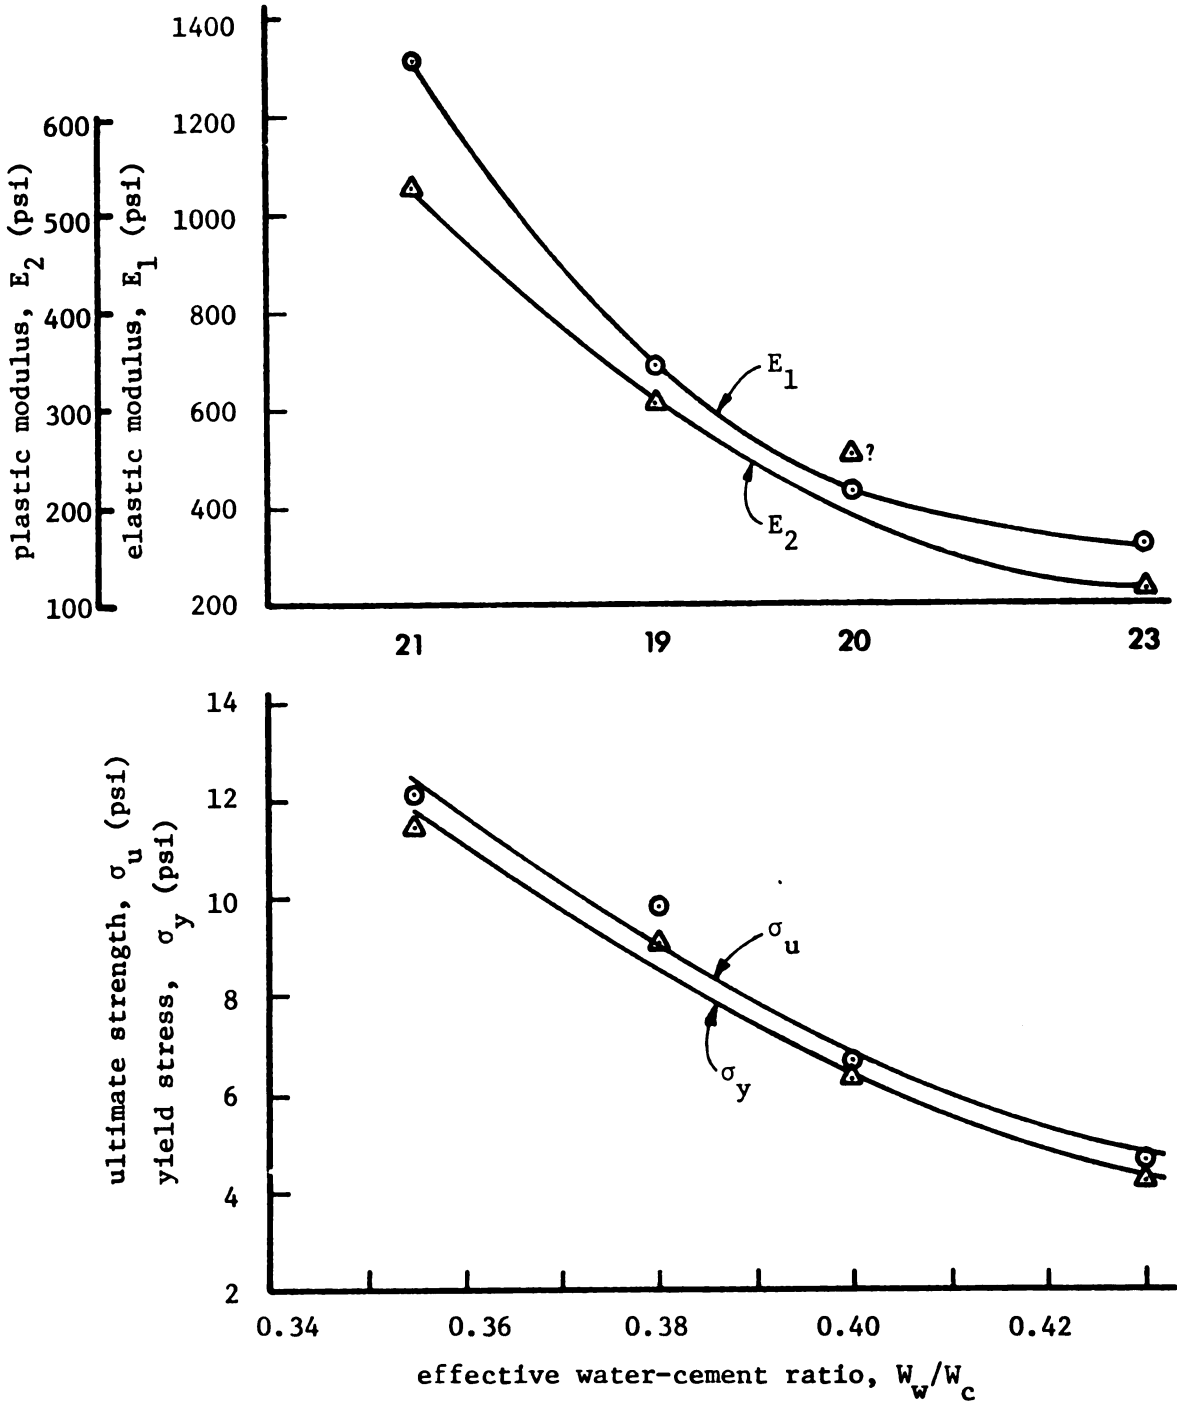 plastic modulus, E2 (psi)
600
500
400
300
200
100
elastic modulus, E1 (psi)
1400
1200
1000
800
600
400
200
E1
?
E2
21 19 20 23
ultimate strength, σu (psi)
yield stress, σy (psi)
14
12
10
8
6
4
2
σu
σy
0.34 0.36 0.38 0.40 0.42
effective water-cement ratio, Ww/Wc